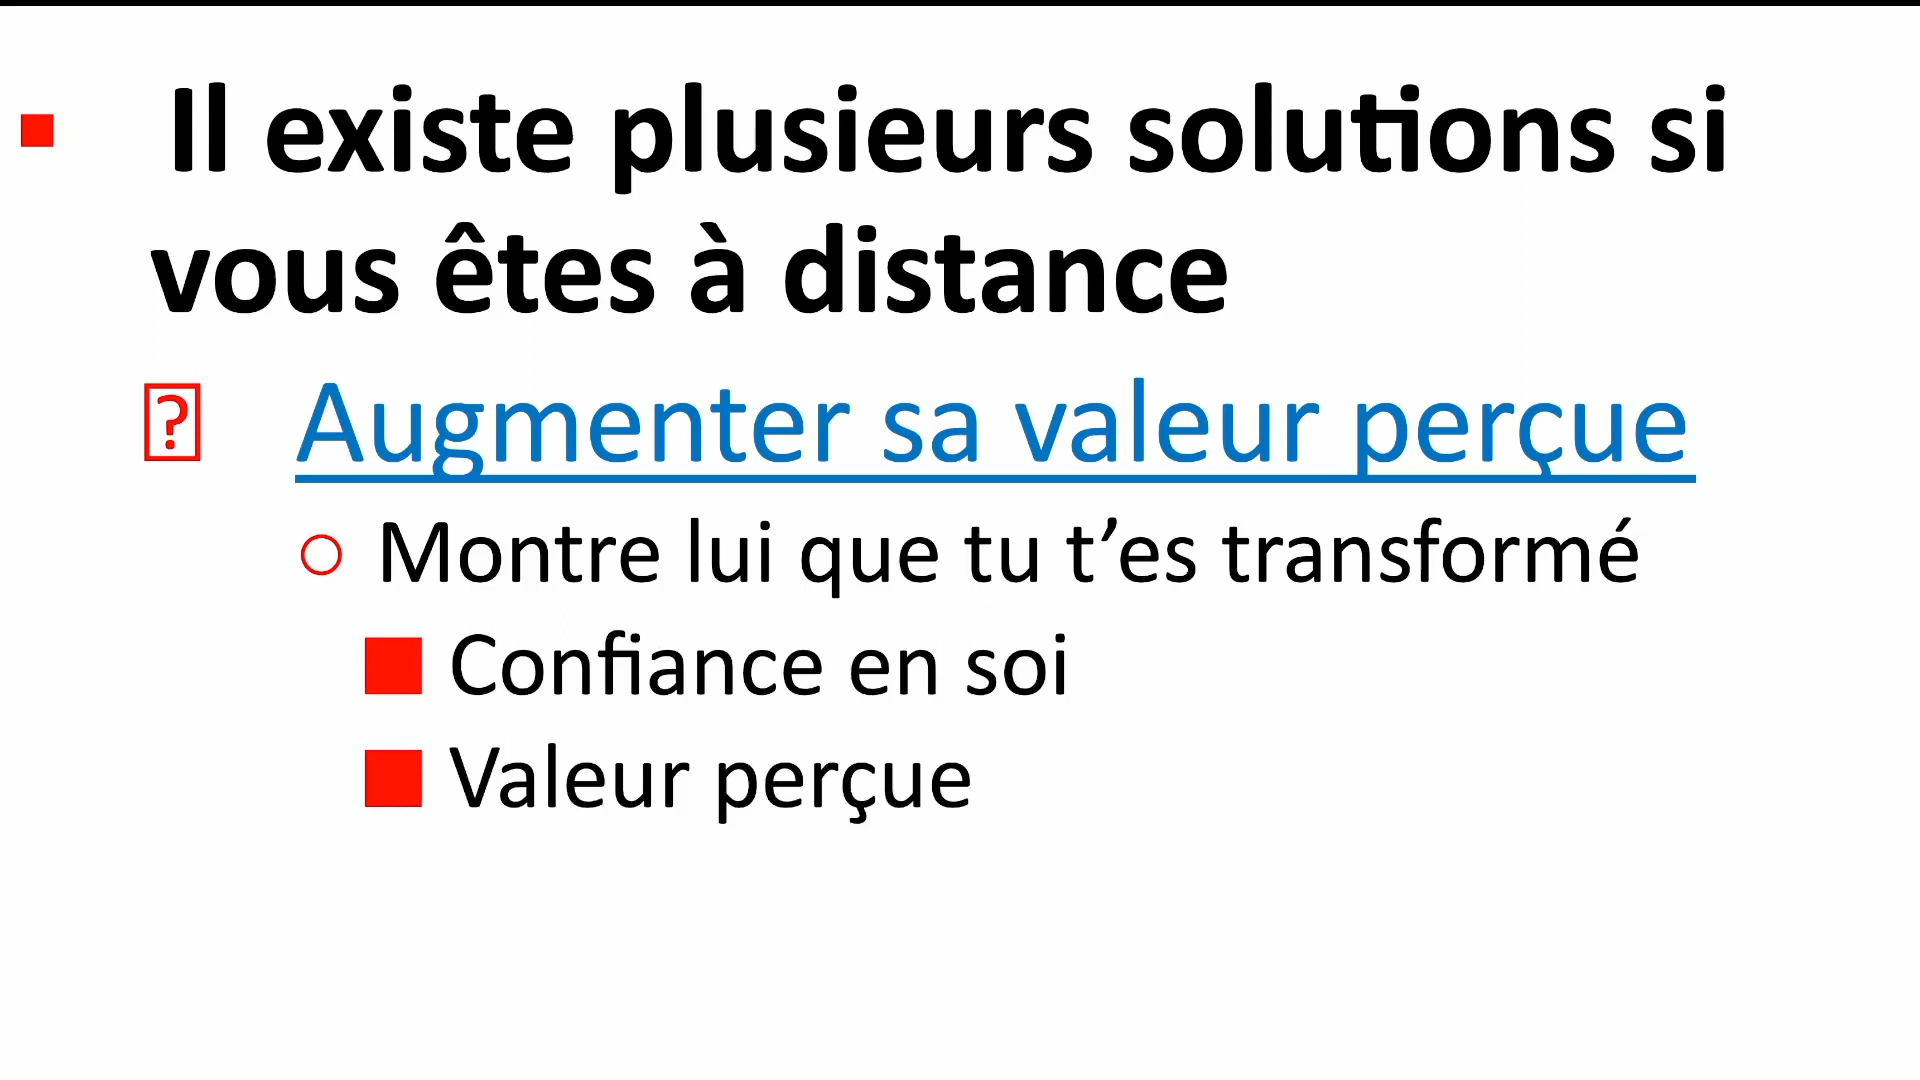 Il existe plusieurs solutions si
vous êtes à distance
Augmenter sa valeur perçue
Montre lui que tu t’es transformé
Confiance en soi
Valeur perçue